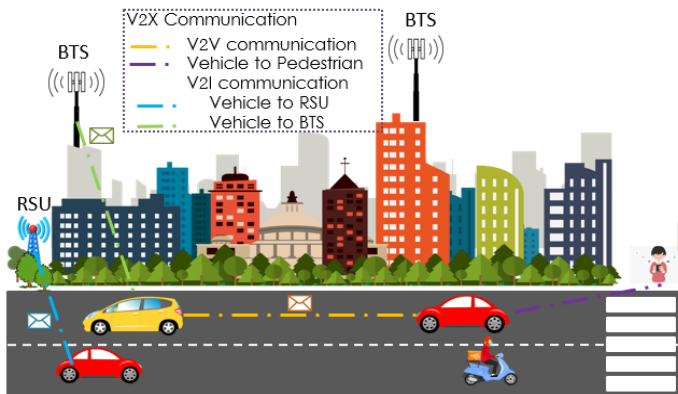 V2X Communication
V2V communication
Vehicle to Pedestrian
V2I communication
Vehicle to RSU
Vehicle to BTS
BTS
BTS
RSU